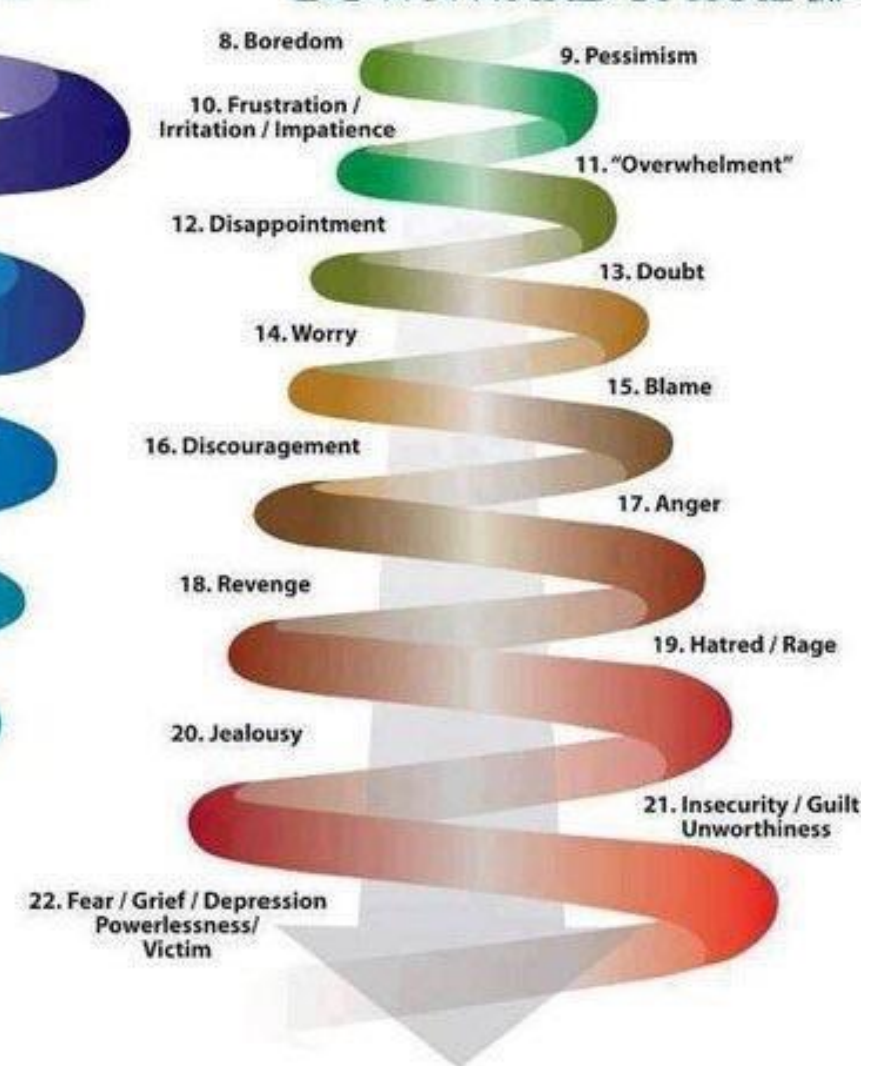 8. Boredom
9. Pessimism
10. Frustration /
Irritation / Impatience
11. “Overwhelment”
12. Disappointment
13. Doubt
14. Worry
15. Blame
16. Discouragement
17. Anger
18. Revenge
19. Hatred / Rage
20. Jealousy
21. Insecurity / Guilt
Unworthiness
22. Fear / Grief / Depression
Powerlessness/
Victim